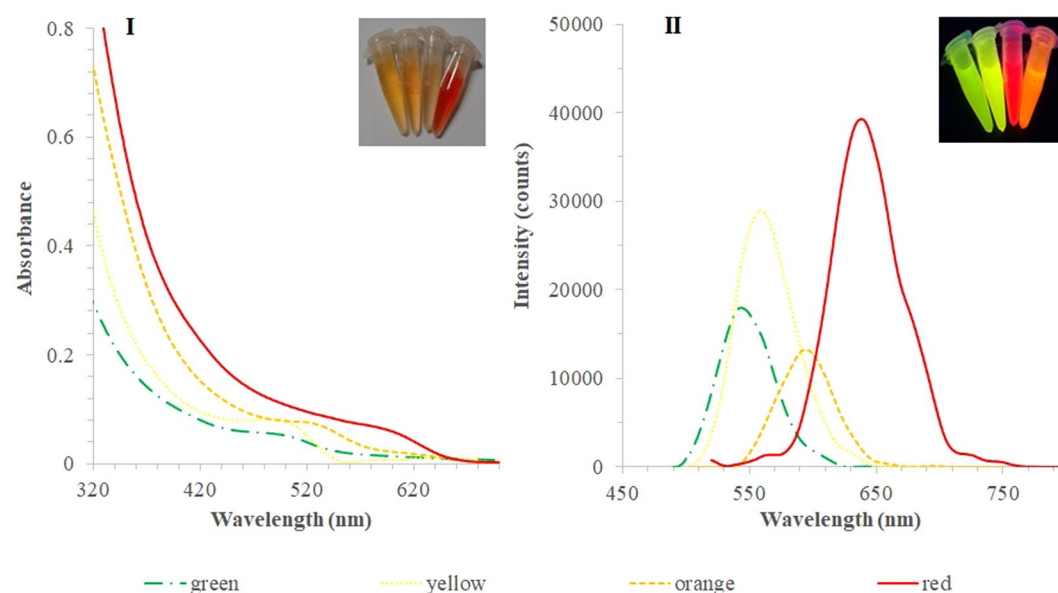 I
0.8
0.6
0.4
0.2
0
Absorbance
320 420 520 620
Wavelength (nm)
II
50000
40000
30000
20000
10000
0
Intensity (counts)
450 550 650 750
Wavelength (nm)
green yellow orange red